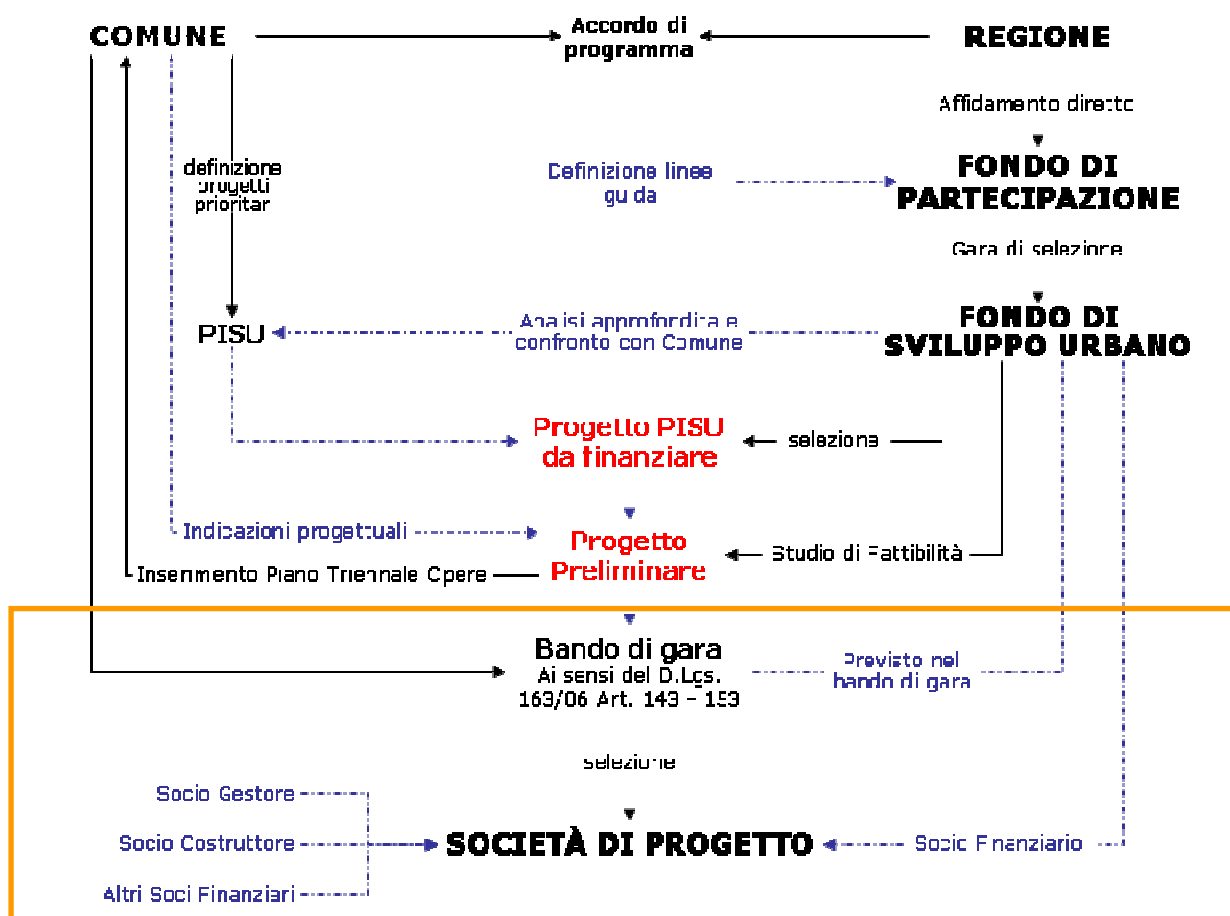 COMUNE
Accordo di
programma
REGIONE
Affidamento diretto
definizione
progetti
prioritar
Definizione linee
guida
FONDO DI
PARTECIPAZIONE
Gara di selezione
PISU
Analisi approfordita e
confronto con Comune
FONDO DI
SVILUPPO URBANO
Progetto PISU
da finanziare
selezione
Indicazioni progettuali
Progetto
Preliminare
Studio di Fattibilità
Inserimento Piano Triennale Opere
Bando di gara
Ai sensi del D.Lgs.
163/06 Art. 143 - 153
Previsto nel
bando di gara
selezione
Socio Gestore
Socio Costruttore
SOCIETÀ DI PROGETTO
Socio Finanziario
Altri Soci Finanziari